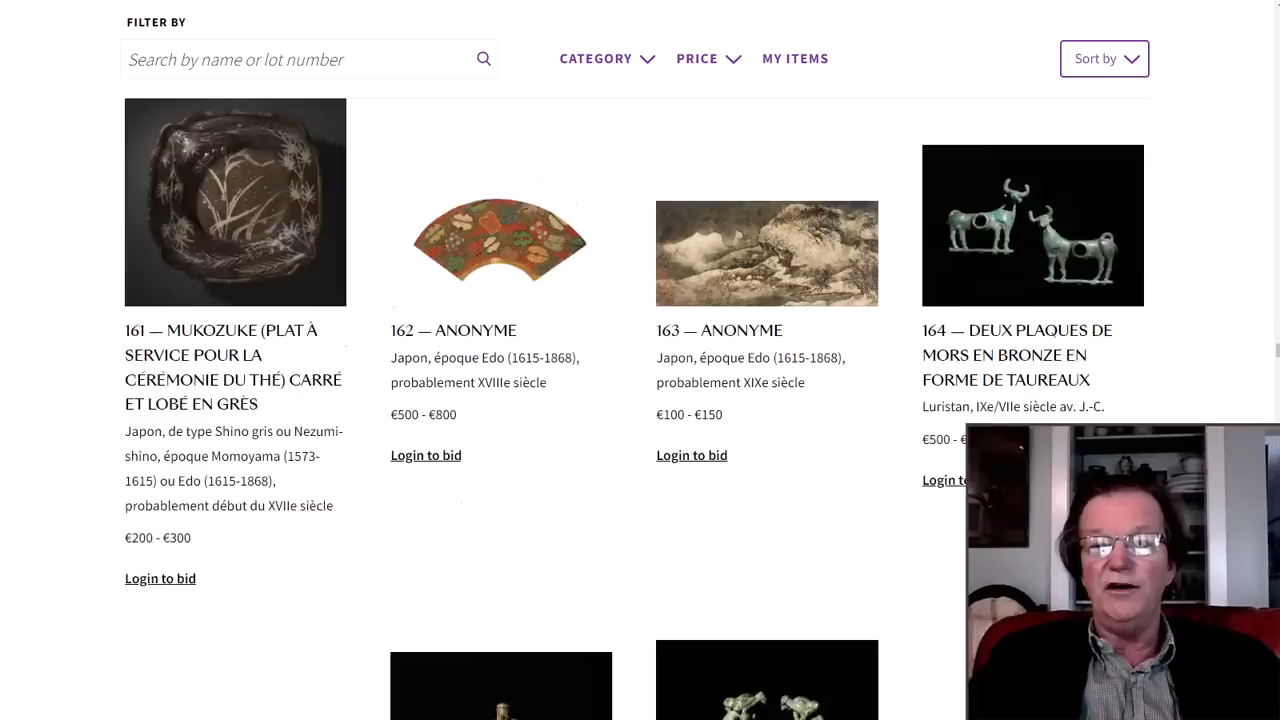 FILTER BY
Search by name or lot number
CATEGORY PRICE MY ITEMS
Sort by
161 — MUKOZUKE (PLAT À
SERVICE POUR LA
CÉRÉMONIE DU THÉ) CARRÉ
ET LOBÉ EN GRÈS
Japon, de type Shino gris ou Nezumi-
shino, époque Momoyama (1573-
1615) ou Edo (1615-1868),
probablement début du XVIIe siècle
€200 - €300
Login to bid
162 — ANONYME
Japon, époque Edo (1615-1868),
probablement XVIIIe siècle
€500 - €800
Login to bid
163 — ANONYME
Japon, époque Edo (1615-1868),
probablement XIXe siècle
€100 - €150
Login to bid
164 — DEUX PLAQUES DE
MORS EN BRONZE EN
FORME DE TAUREAUX
Luristan, IXe/VIIe siècle av. J.-C.
€500 -
Login